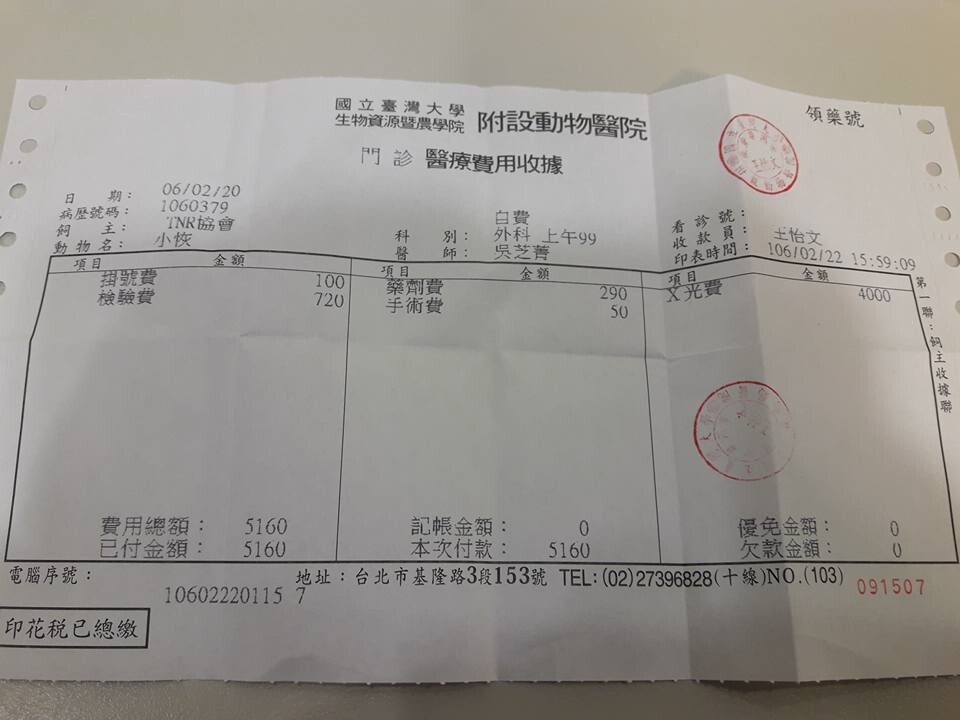 國立臺灣大學
生物資源暨農學院 附設動物醫院
領藥號
門診 醫療費用收據
日 期： 06/02/20
病歷號碼： 1060379
飼 主： TNR協會
動物名： 小恢
自費
科 別： 外科 上午99
醫 師： 吳芝菁
看診號：
收款員： 王怡文
印表時間： 106/02/22 15:59:09
項目 金額 項目 金額 項目 金額
掛號費 100 藥劑費 290 X光費 4000
檢驗費 720 手術費 50
第一聯：飼主收據聯
費用總額： 5160 記帳金額： 0 優免金額： 0
已付金額： 5160 本次付款： 5160 欠款金額： 0
電腦序號： 地址：台北市基隆路3段153號 TEL:(02)27396828(十線)NO.(103) 091507
10602220115 7
印花稅已總繳